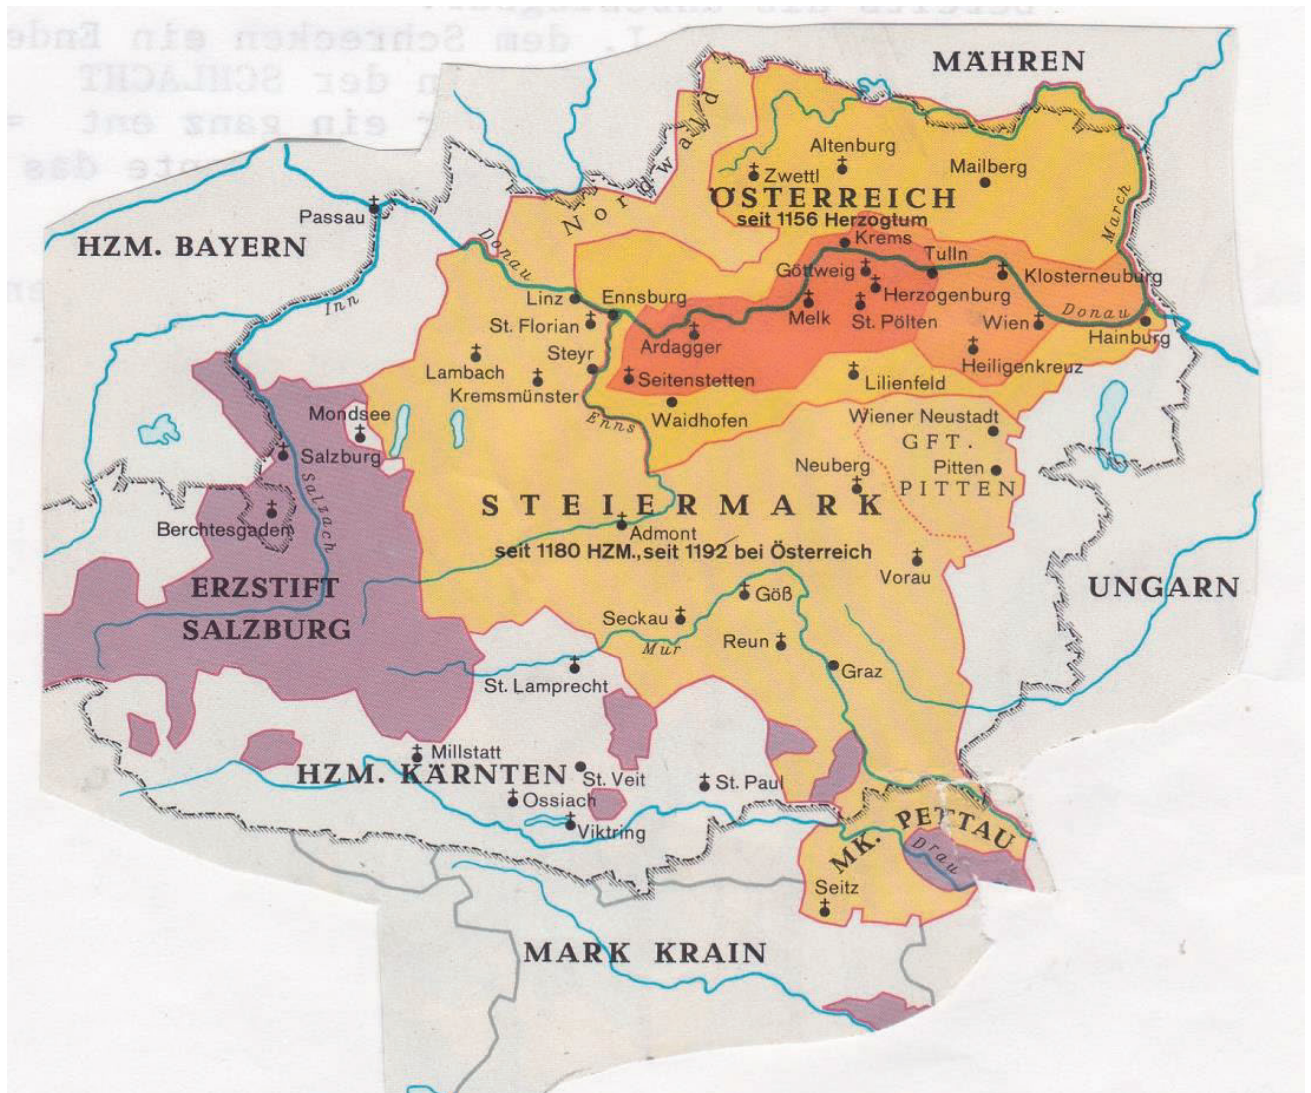 MÄHREN
Nordwald
Altenburg
Zwettl
Mailberg
ÖSTERREICH
seit 1156 Herzogtum
March
Passau
HZM. BAYERN
Donau
Krems
Tulln
Göttweig
Klosterneuburg
Inn
Linz
Ennsburg
Herzogenburg
Melk
Donau
St. Florian
St. Pölten
Wien
Hainburg
Steyr
Ardagger
Heiligenkreuz
Lambach
Seitenstetten
Lilienfeld
Kremsmünster
Mondsee
Enns
Waidhofen
Wiener Neustadt
GFT.
Salzburg
Neuberg
Pitten
PITTEN
Salzach
STEIERMARK
Berchtesgaden
Admont
seit 1180 HZM., seit 1192 bei Österreich
Vorau
ERZSTIFT
SALZBURG
UNGARN
Göß
Seckau
Mur
Reun
Graz
St. Lamprecht
Millstatt
HZM. KÄRNTEN
St. Veit
St. Paul
Ossiach
Viktring
MK. PETTAU
Drau
Seitz
MARK KRAIN